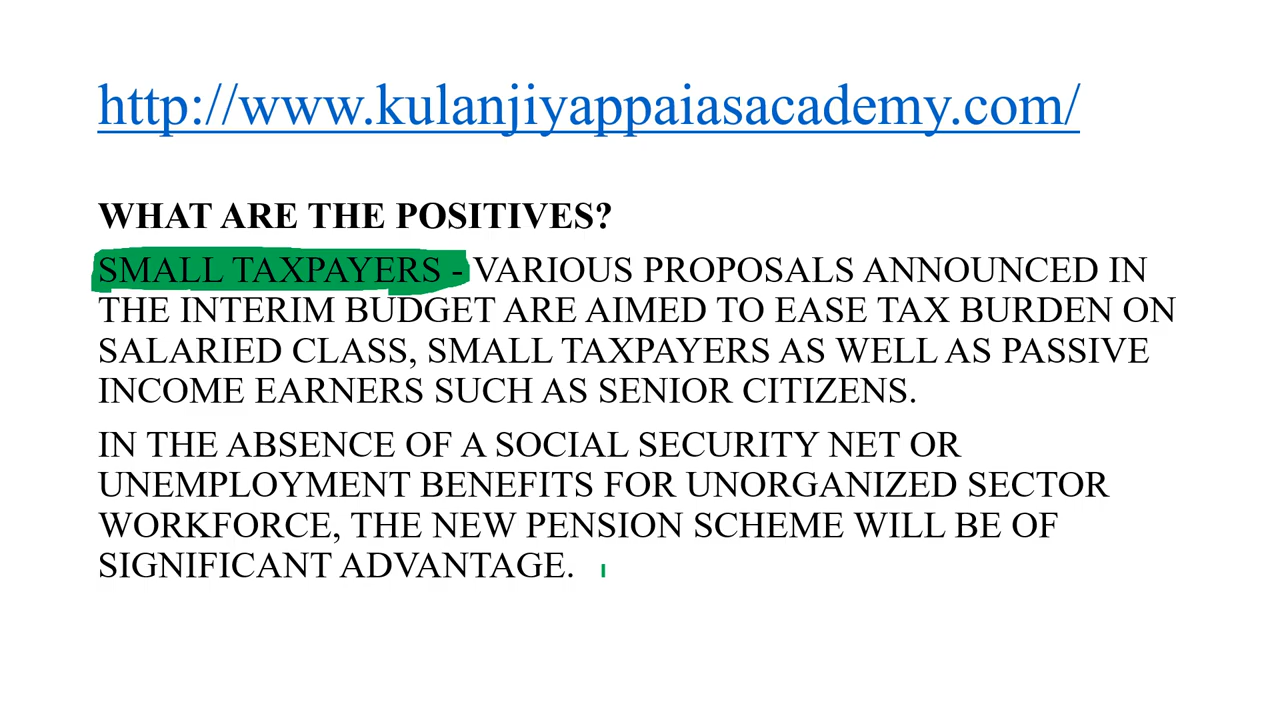 http://www.kulanjiyappaiasacademy.com/
WHAT ARE THE POSITIVES?
SMALL TAXPAYERS - VARIOUS PROPOSALS ANNOUNCED IN
THE INTERIM BUDGET ARE AIMED TO EASE TAX BURDEN ON
SALARIED CLASS, SMALL TAXPAYERS AS WELL AS PASSIVE
INCOME EARNERS SUCH AS SENIOR CITIZENS.
IN THE ABSENCE OF A SOCIAL SECURITY NET OR
UNEMPLOYMENT BENEFITS FOR UNORGANIZED SECTOR
WORKFORCE, THE NEW PENSION SCHEME WILL BE OF
SIGNIFICANT ADVANTAGE.